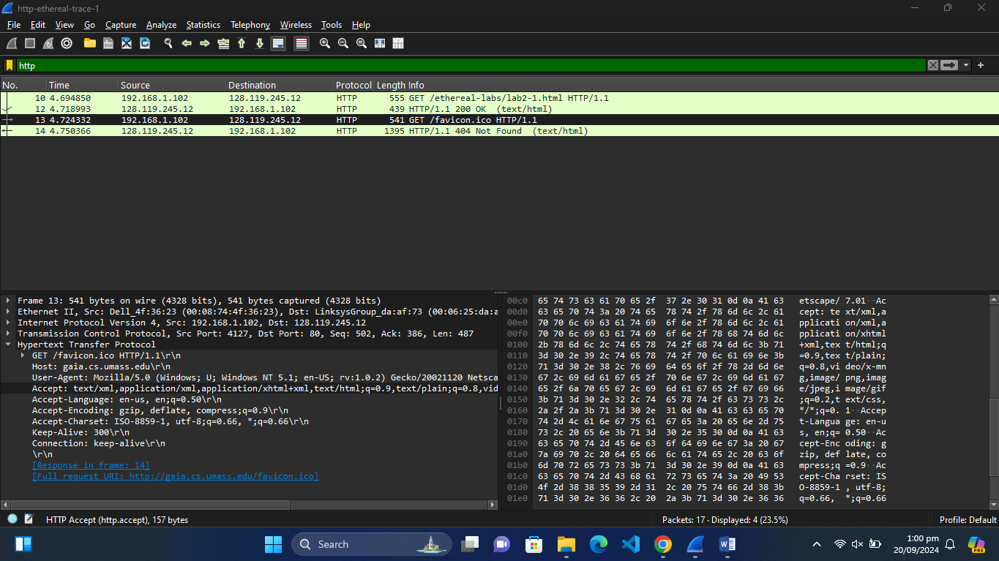 http-ethereal-trace-1
File Edit View Go Capture Analyze Statistics Telephony Wireless Tools Help
http
No. Time Source Destination Protocol Length Info
10 4.694850 192.168.1.102 128.119.245.12 HTTP 555 GET /ethereal-labs/lab2-1.html HTTP/1.1
12 4.718993 128.119.245.12 192.168.1.102 HTTP 439 HTTP/1.1 200 OK (text/html)
13 4.724332 192.168.1.102 128.119.245.12 HTTP 541 GET /favicon.ico HTTP/1.1
14 4.750366 128.119.245.12 192.168.1.102 HTTP 1395 HTTP/1.1 404 Not Found (text/html)
Frame 13: 541 bytes on wire (4328 bits), 541 bytes captured (4328 bits)
Ethernet II, Src: Dell_4f:36:23 (00:08:74:4f:36:23), Dst: LinksysGroup_da:af:73 (00:06:25:da:a
Internet Protocol Version 4, Src: 192.168.1.102, Dst: 128.119.245.12
Transmission Control Protocol, Src Port: 4127, Dst Port: 80, Seq: 502, Ack: 386, Len: 487
Hypertext Transfer Protocol
GET /favicon.ico HTTP/1.1\r\n
Host: gaia.cs.umass.edu\r\n
User-Agent: Mozilla/5.0 (Windows; U; Windows NT 5.1; en-US; rv:1.0.2) Gecko/20021120 Netsca
Accept: text/xml,application/xml,application/xhtml+xml,text/html;q=0.9,text/plain;q=0.8,vid
Accept-Language: en-us, en;q=0.50\r\n
Accept-Encoding: gzip, deflate, compress;q=0.9\r\n
Accept-Charset: ISO-8859-1, utf-8;q=0.66, *;q=0.66\r\n
Keep-Alive: 300\r\n
Connection: keep-alive\r\n
\r\n
[Response in frame: 14]
[Full request URI: http://gaia.cs.umass.edu/favicon.ico]
00c0 65 74 73 63 61 70 65 2f 37 2e 30 31 0d 0a 41 63 etscape/ 7.01··Ac
00d0 63 65 70 74 3a 20 74 65 78 74 2f 78 6d 6c 2c 61 cept: te xt/xml,a
00e0 70 70 6c 69 63 61 74 69 6f 6e 2f 78 6d 6c 2c 61 pplicati on/xml,a
00f0 70 70 6c 69 63 61 74 69 6f 6e 2f 78 68 74 6d 6c pplicati on/xhtml
0100 2b 78 6d 6c 2c 74 65 78 74 2f 68 74 6d 6c 3b 71 +xml,tex t/html;q
0110 3d 30 2e 39 2c 74 65 78 74 2f 70 6c 61 69 6e 3b =0.9,tex t/plain;
0120 71 3d 30 2e 38 2c 76 69 64 65 6f 2f 78 2d 6d 6e q=0.8,vi deo/x-mn
0130 67 2c 69 6d 61 67 65 2f 70 6e 67 2c 69 6d 61 67 g,image/ png,imag
0140 65 2f 6a 70 65 67 2c 69 6d 61 67 65 2f 67 69 66 e/jpeg,i mage/gif
0150 3b 71 3d 30 2e 32 2c 74 65 78 74 2f 63 73 73 2c ;q=0.2,t ext/css,
0160 2a 2f 2a 3b 71 3d 30 2e 31 0d 0a 41 63 63 65 70 */*;q=0. 1··Accep
0170 74 2d 4c 61 6e 67 75 61 67 65 3a 20 65 6e 2d 75 t-Langua ge: en-u
0180 73 2c 20 65 6e 3b 71 3d 30 2e 35 30 0d 0a 41 63 s, en;q= 0.50··Ac
0190 63 65 70 74 2d 45 6e 63 6f 64 69 6e 67 3a 20 67 cept-Enc oding: g
01a0 7a 69 70 2c 20 64 65 66 6c 61 74 65 2c 20 63 6f zip, def late, co
01b0 6d 70 72 65 73 73 3b 71 3d 30 2e 39 0d 0a 41 63 mpress;q =0.9··Ac
01c0 63 65 70 74 2d 43 68 61 72 73 65 74 3a 20 49 53 cept-Cha rset: IS
01d0 4f 2d 38 38 35 39 2d 31 2c 20 75 74 66 2d 38 3b O-8859-1 , utf-8;
01e0 71 3d 30 2e 36 36 2c 20 2a 3b 71 3d 30 2e 36 36 q=0.66, *;q=0.66
HTTP Accept (http.accept), 157 bytes
Packets: 17 · Displayed: 4 (23.5%)
Profile: Default
Search
1:00 pm
20/09/2024
PRE